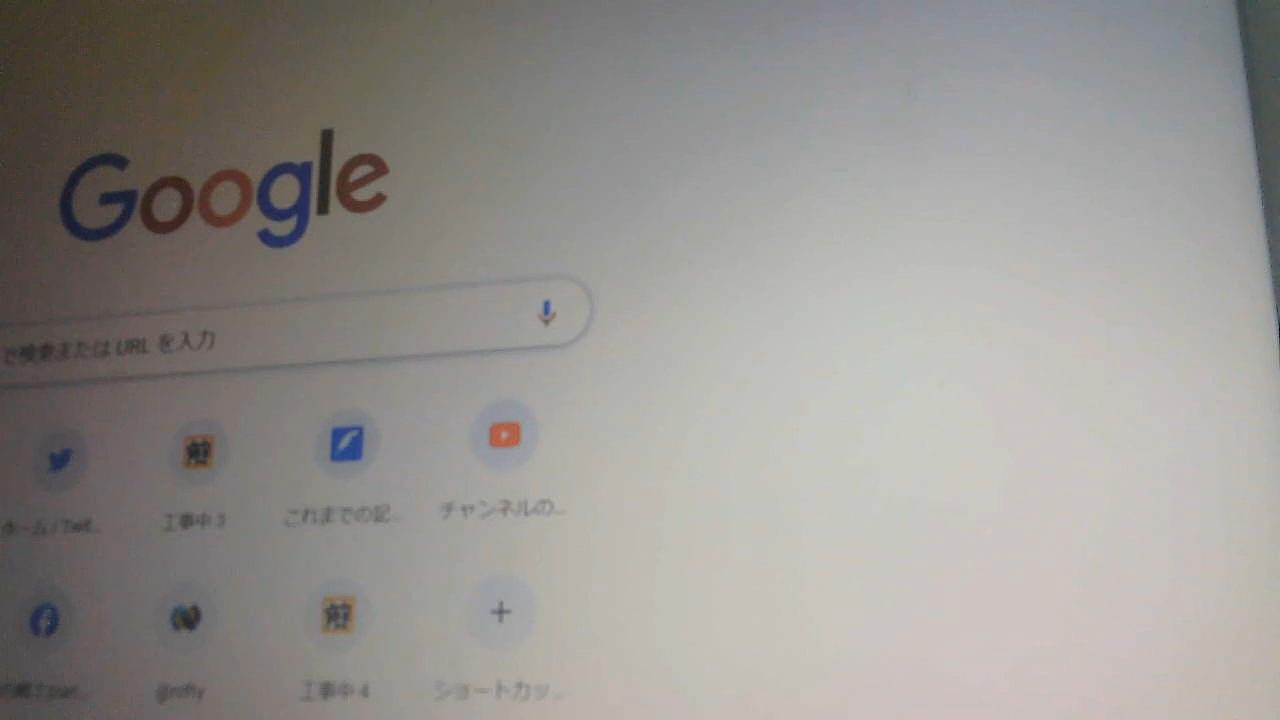 Google
で検索または URL を入力
ホーム / Twit...
工事中 3
これまでの記...
チャンネルの...
@nifty
工事中 4
ショートカッ...